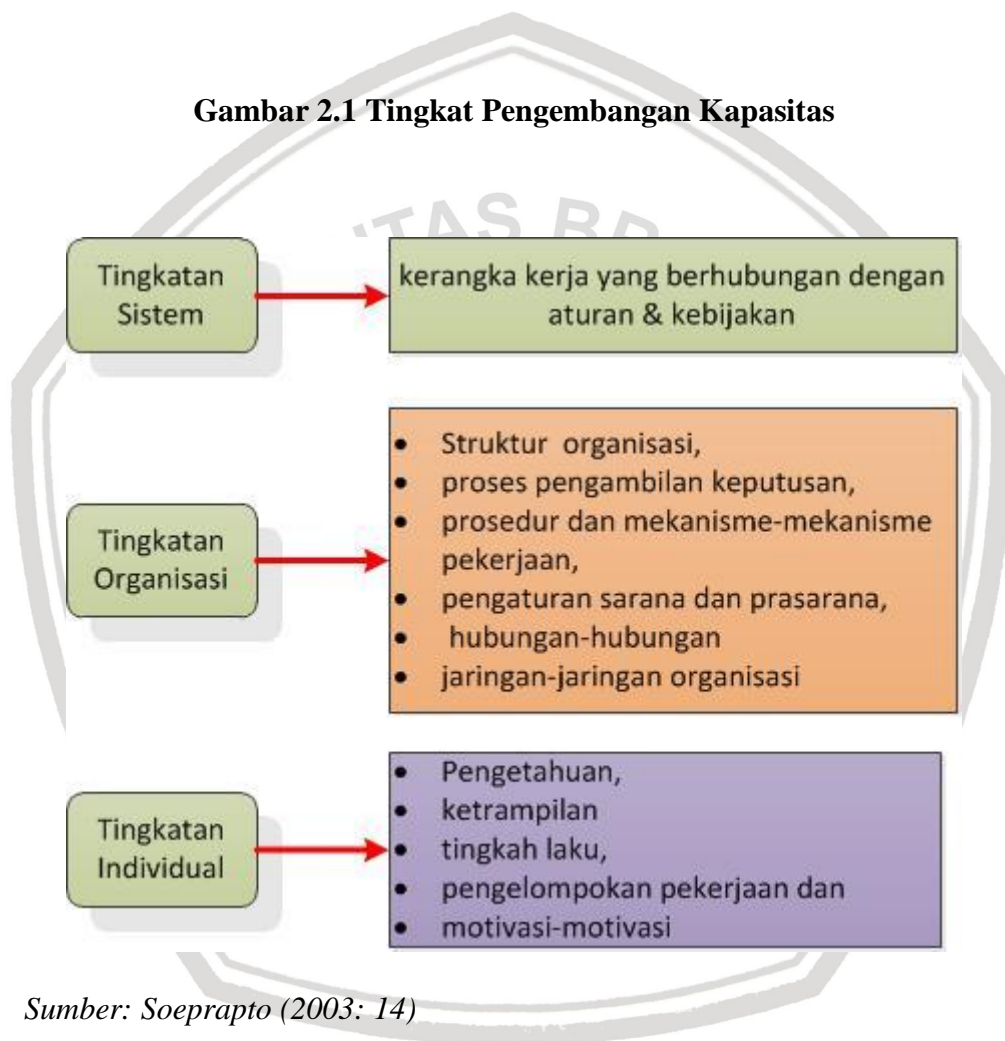 Gambar 2.1 Tingkat Pengembangan Kapasitas
TAS BR
Tingkatan
Sistem
kerangka kerja yang berhubungan dengan
aturan & kebijakan
Tingkatan
Organisasi
• Struktur organisasi,
• proses pengambilan keputusan,
• prosedur dan mekanisme-mekanisme
pekerjaan,
• pengaturan sarana dan prasarana,
• hubungan-hubungan
• jaringan-jaringan organisasi
Tingkatan
Individual
• Pengetahuan,
• ketrampilan
• tingkah laku,
• pengelompokan pekerjaan dan
• motivasi-motivasi
Sumber: Soeprapto (2003: 14)